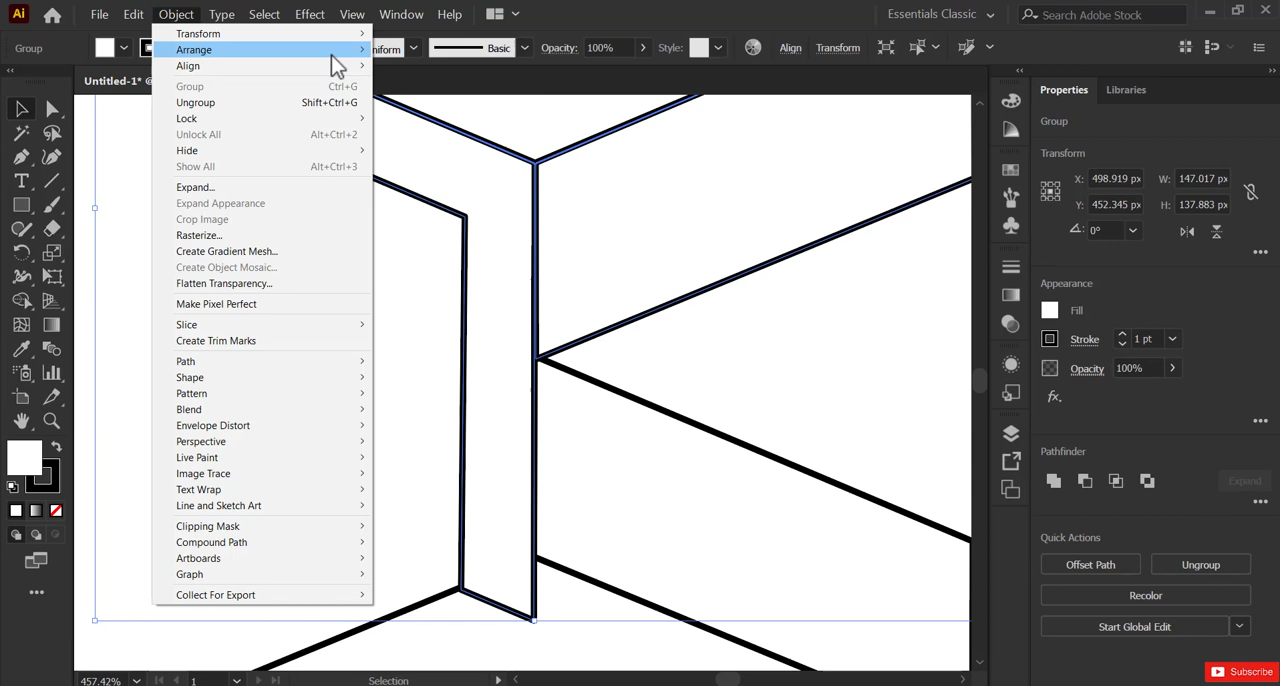 Ai File Edit Object Type Select Effect View Window Help Essentials Classic Search Adobe Stock
Group niform Basic Opacity: 100% Style: Align Transform
Untitled-1* @
Transform
Arrange
Align
Group Ctrl+G
Ungroup Shift+Ctrl+G
Lock
Unlock All Alt+Ctrl+2
Hide
Show All Alt+Ctrl+3
Expand...
Expand Appearance
Crop Image
Rasterize...
Create Gradient Mesh...
Create Object Mosaic...
Flatten Transparency...
Make Pixel Perfect
Slice
Create Trim Marks
Path
Shape
Pattern
Blend
Envelope Distort
Perspective
Live Paint
Image Trace
Text Wrap
Line and Sketch Art
Clipping Mask
Compound Path
Artboards
Graph
Collect For Export
Properties Libraries
Group
Transform
X: 498.919 px W: 147.017 px
Y: 452.345 px H: 137.883 px
0°
Appearance
Fill
Stroke 1 pt
Opacity 100%
fx.
Pathfinder
Expand
Quick Actions
Offset Path Ungroup
Recolor
Start Global Edit
Subscribe
457.42% 1 Selection